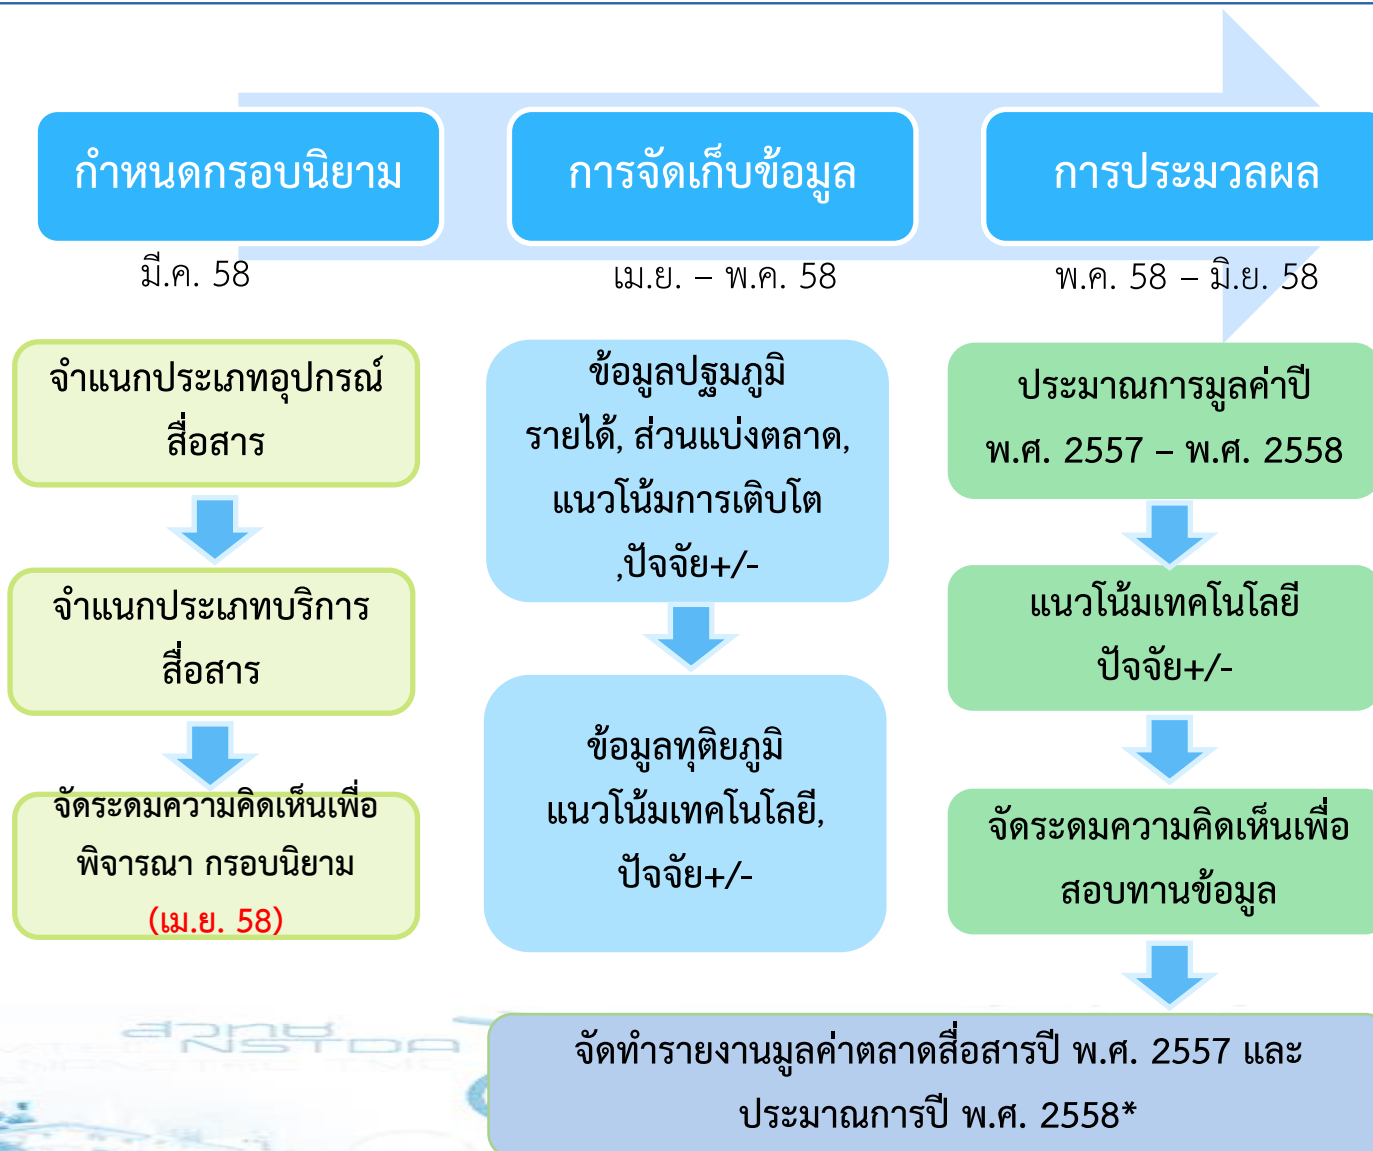 กำหนดกรอบนิยาม
การจัดเก็บข้อมูล
การประมวลผล
มี.ค. 58
เม.ย. – พ.ค. 58
พ.ค. 58 – มิ.ย. 58
จำแนกประเภทอุปกรณ์
สื่อสาร
จำแนกประเภทบริการ
สื่อสาร
จัดระดมความคิดเห็นเพื่อ
พิจารณา กรอบนิยาม
(เม.ย. 58)
ข้อมูลปฐมภูมิ
รายได้, ส่วนแบ่งตลาด,
แนวโน้มการเติบโต
,ปัจจัย+/-
ข้อมูลทุติยภูมิ
แนวโน้มเทคโนโลยี,
ปัจจัย+/-
ประมาณการมูลค่าปี
พ.ศ. 2557 – พ.ศ. 2558
แนวโน้มเทคโนโลยี
ปัจจัย+/-
จัดระดมความคิดเห็นเพื่อ
สอบทานข้อมูล
จัดทำรายงานมูลค่าตลาดสื่อสารปี พ.ศ. 2557 และ
ประมาณการปี พ.ศ. 2558*
สวทช
NSTDA